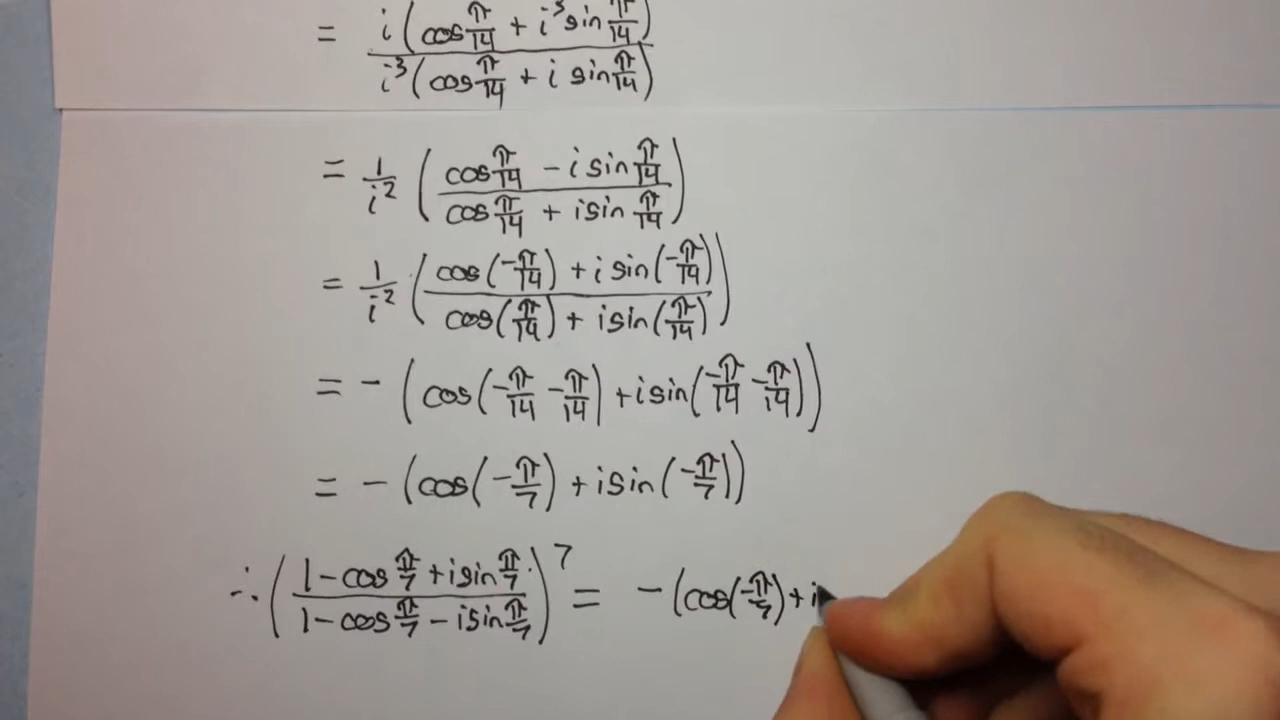 = i(cos π/14 + i³ sin π/14) / i³(cos π/14 + i sin π/14)
= 1/i² ( cos π/14 − i sin π/14 / cos π/14 + i sin π/14 )
= 1/i² ( cos(−π/14) + i sin(−π/14) / cos(π/14) + i sin(π/14) )
= − ( cos(−π/14 − π/14) + i sin(−π/14 − π/14) )
= − ( cos(−π/7) + i sin(−π/7) )
∴ ( 1 − cos π/7 + i sin π/7 / 1 − cos π/7 − i sin π/7 )⁷ = − ( cos(−π/7) + i